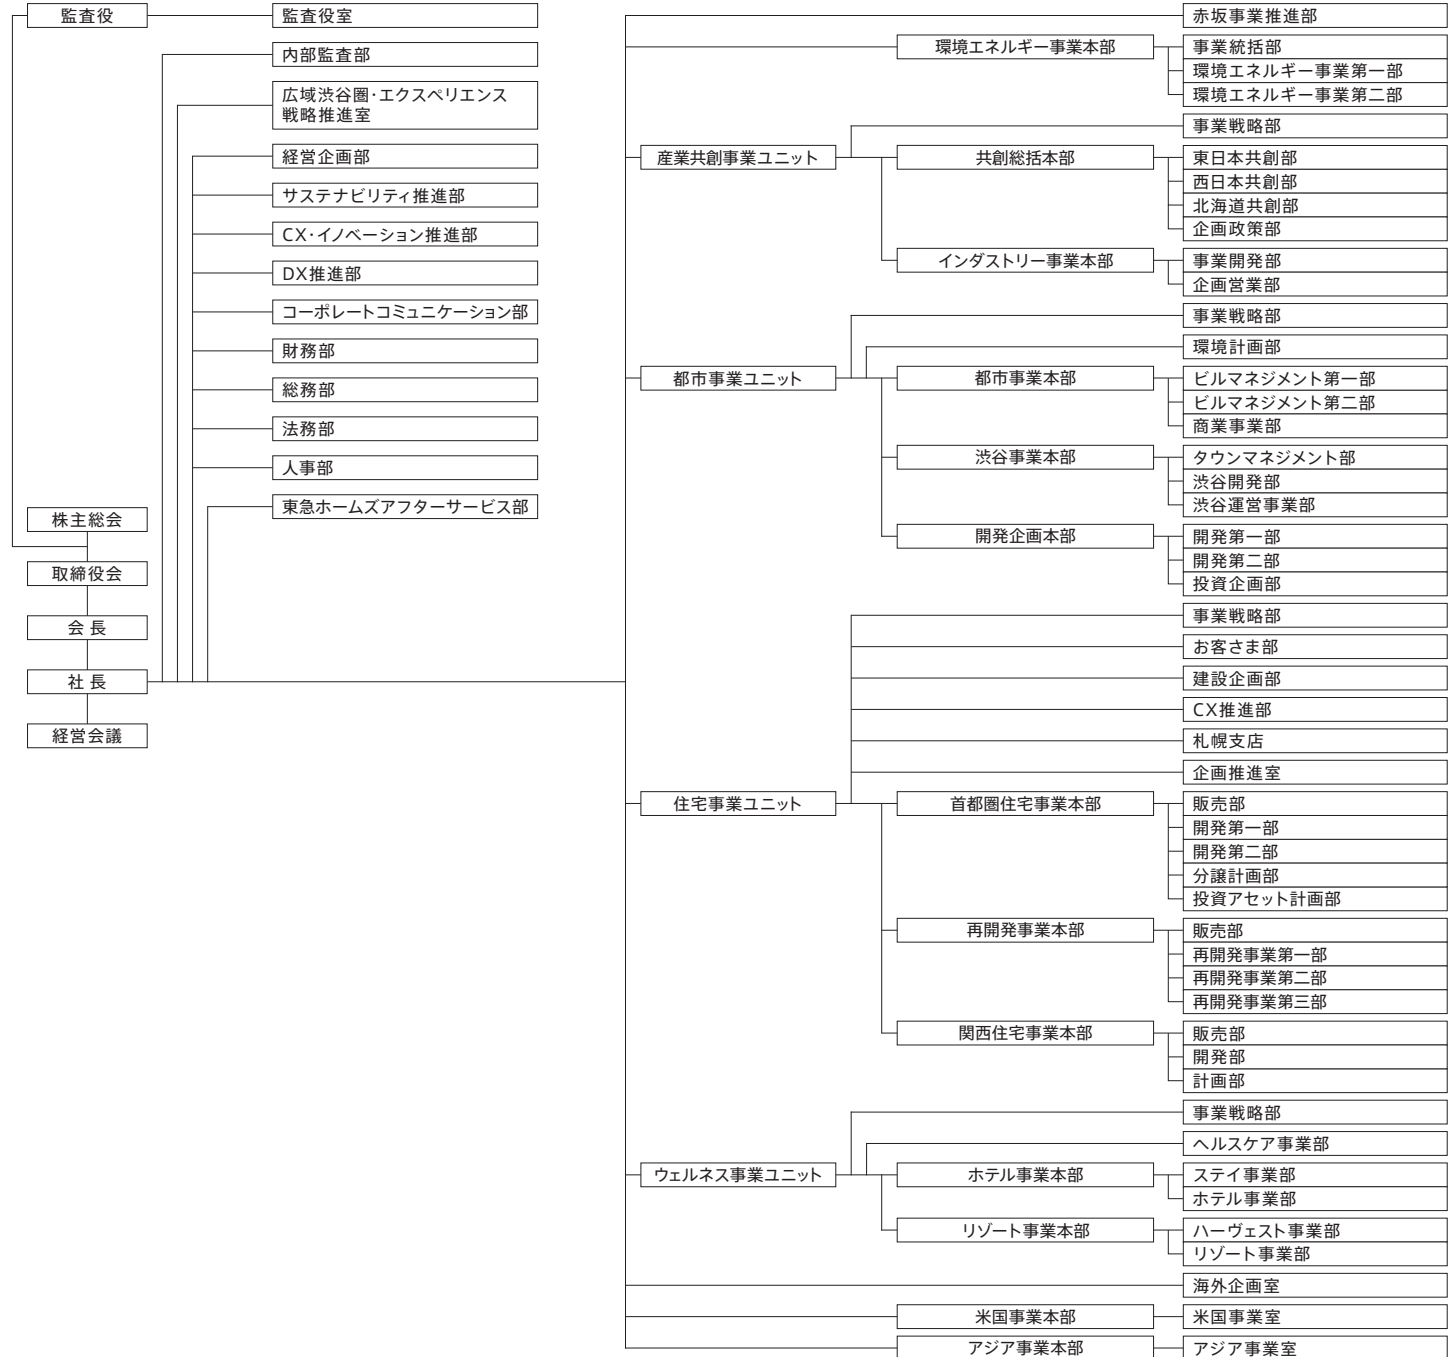 監査役
監査役室
内部監査部
広域渋谷圏・エクスペリエンス
戦略推進室
経営企画部
サステナビリティ推進部
CX・イノベーション推進部
DX推進部
コーポレートコミュニケーション部
財務部
総務部
法務部
人事部
東急ホームズアフターサービス部
株主総会
取締役会
会 長
社 長
経営会議
赤坂事業推進部
環境エネルギー事業本部
事業統括部
環境エネルギー事業第一部
環境エネルギー事業第二部
産業共創事業ユニット
事業戦略部
共創総括本部
東日本共創部
西日本共創部
北海道共創部
企画政策部
インダストリー事業本部
事業開発部
企画営業部
都市事業ユニット
事業戦略部
環境計画部
都市事業本部
ビルマネジメント第一部
ビルマネジメント第二部
商業事業部
渋谷事業本部
タウンマネジメント部
渋谷開発部
渋谷運営事業部
開発企画本部
開発第一部
開発第二部
投資企画部
住宅事業ユニット
事業戦略部
お客さま部
建設企画部
CX推進部
札幌支店
企画推進室
首都圏住宅事業本部
販売部
開発第一部
開発第二部
分譲計画部
投資アセット計画部
再開発事業本部
販売部
再開発事業第一部
再開発事業第二部
再開発事業第三部
関西住宅事業本部
販売部
開発部
計画部
ウェルネス事業ユニット
事業戦略部
ヘルスケア事業部
ホテル事業本部
ステイ事業部
ホテル事業部
リゾート事業本部
ハーヴェスト事業部
リゾート事業部
海外企画室
米国事業本部
米国事業室
アジア事業本部
アジア事業室